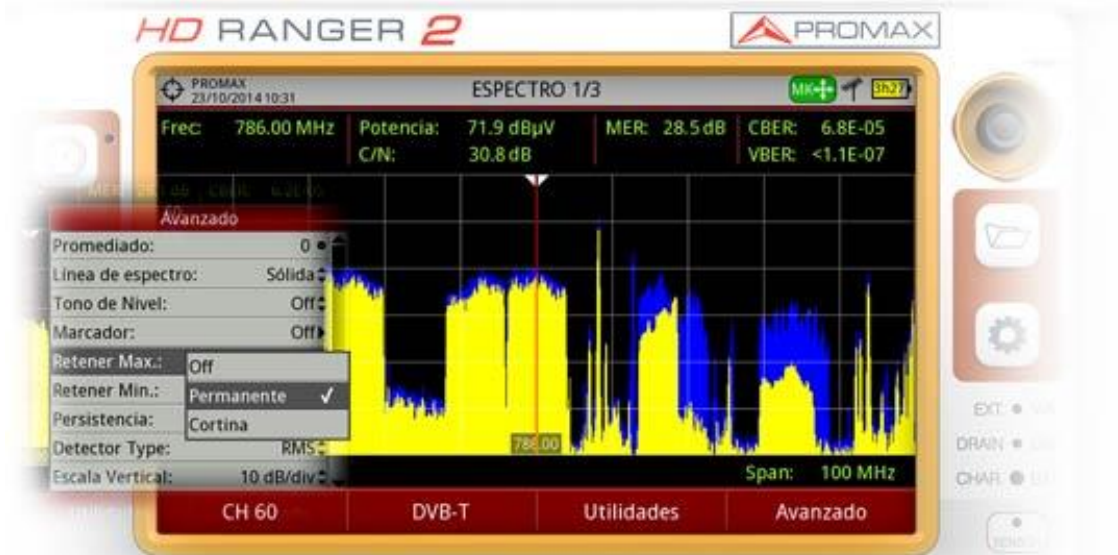 HD RANGER 2
PROMAX
PROMAX
23/10/2014 10:31
ESPECTRO 1/3
MK
3h27
Frec: 786.00 MHz
Potencia: 71.9 dBµV
MER: 28.5 dB
CBER: 6.8E-05
C/N: 30.8 dB
VBER: <1.1E-07
Avanzado
Promediado: 0
Línea de espectro: Sólida
Tono de Nivel: Off
Marcador: Off
Retener Max.:
Off
Retener Min.:
Permanente ✓
Persistencia:
Cortina
Detector Type: RMS
Escala Vertical: 10 dB/div
786.00
Span: 100 MHz
CH 60
DVB-T
Utilidades
Avanzado
EXT.
DRAIN
CHAR.